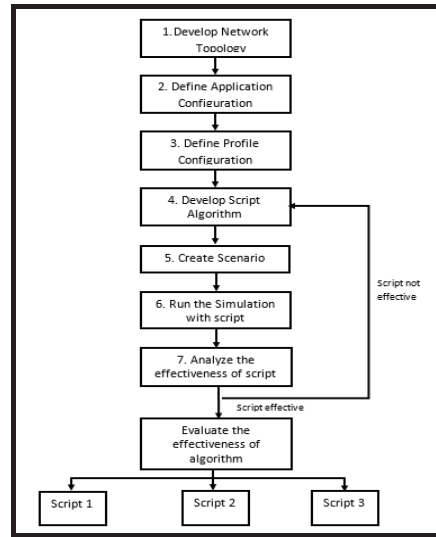 1.Develop Network
Topology
2. Define Application
Configuration
3. Define Profile
Configuration
4. Develop Script
Algorithm
5. Create Scenario
Script not
effective
6. Run the Simulation
with script
7. Analyze the
effectiveness of script
Script effective
Evaluate the
effectiveness of
algorithm
Script 1
Script 2
Script 3